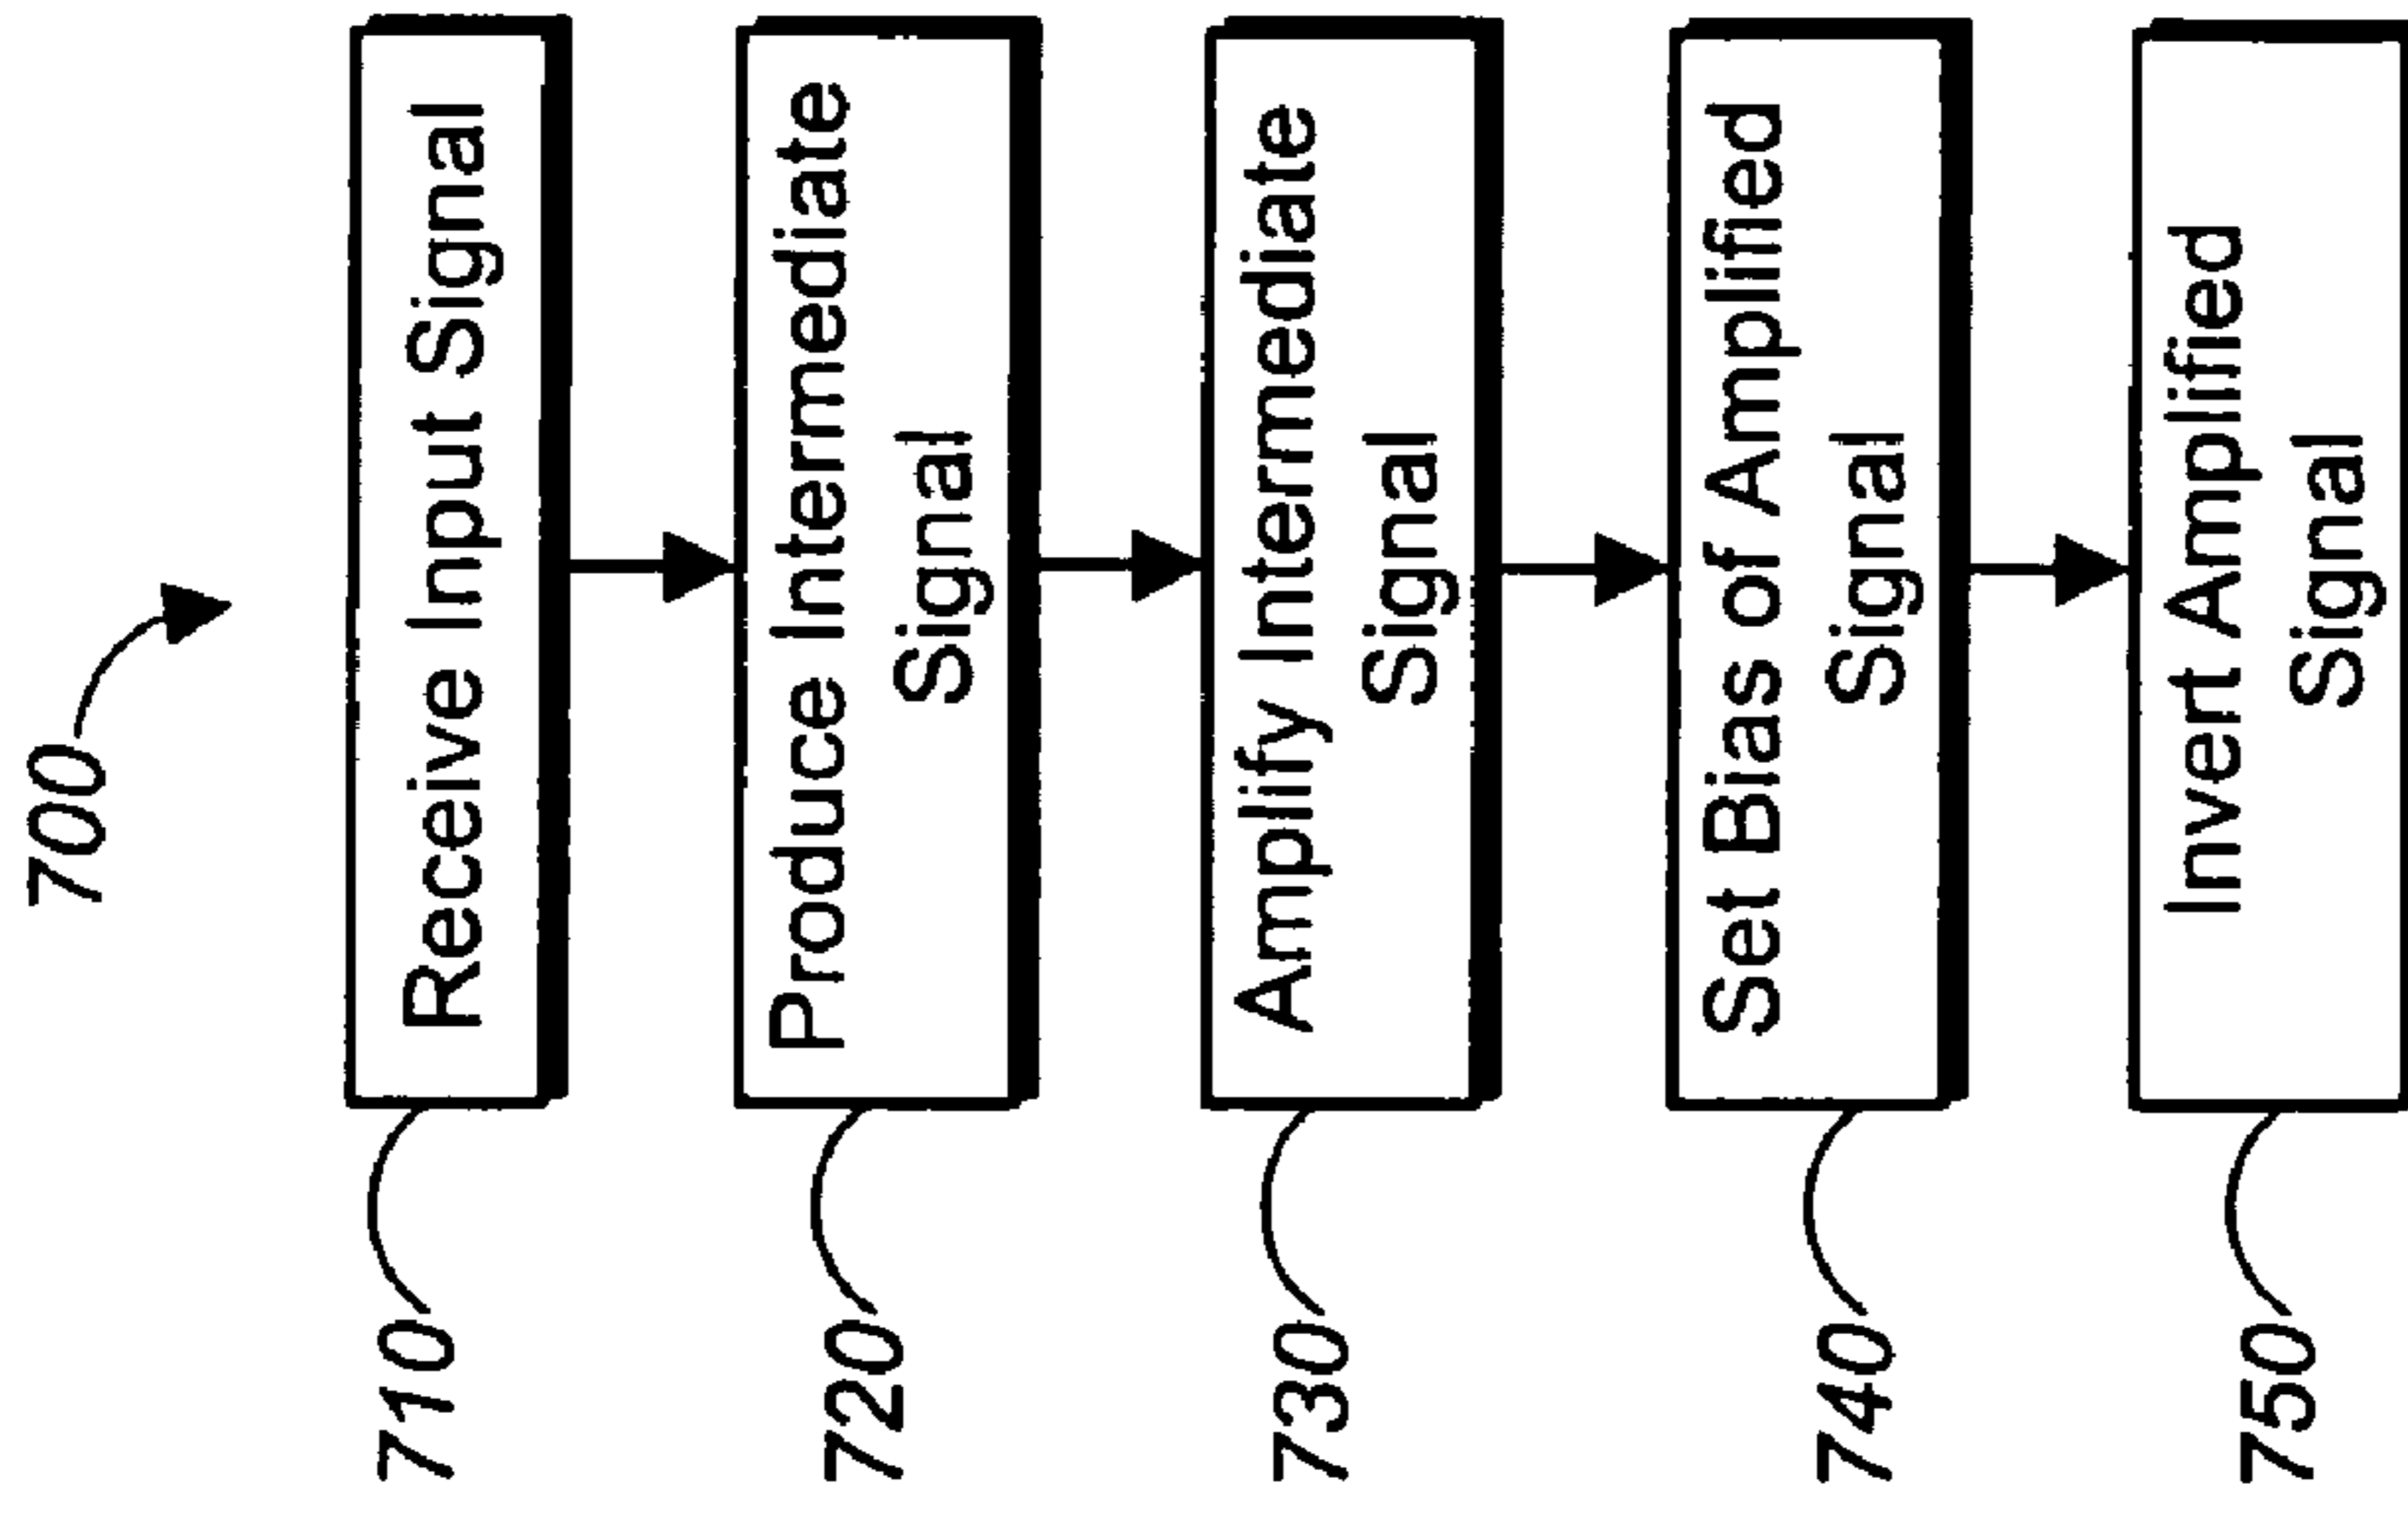 700
710
Receive Input Signal
720
Produce Intermediate
Signal
730
Amplify Intermediate
Signal
740
Set Bias of Amplified
Signal
750
Invert Amplified
Signal